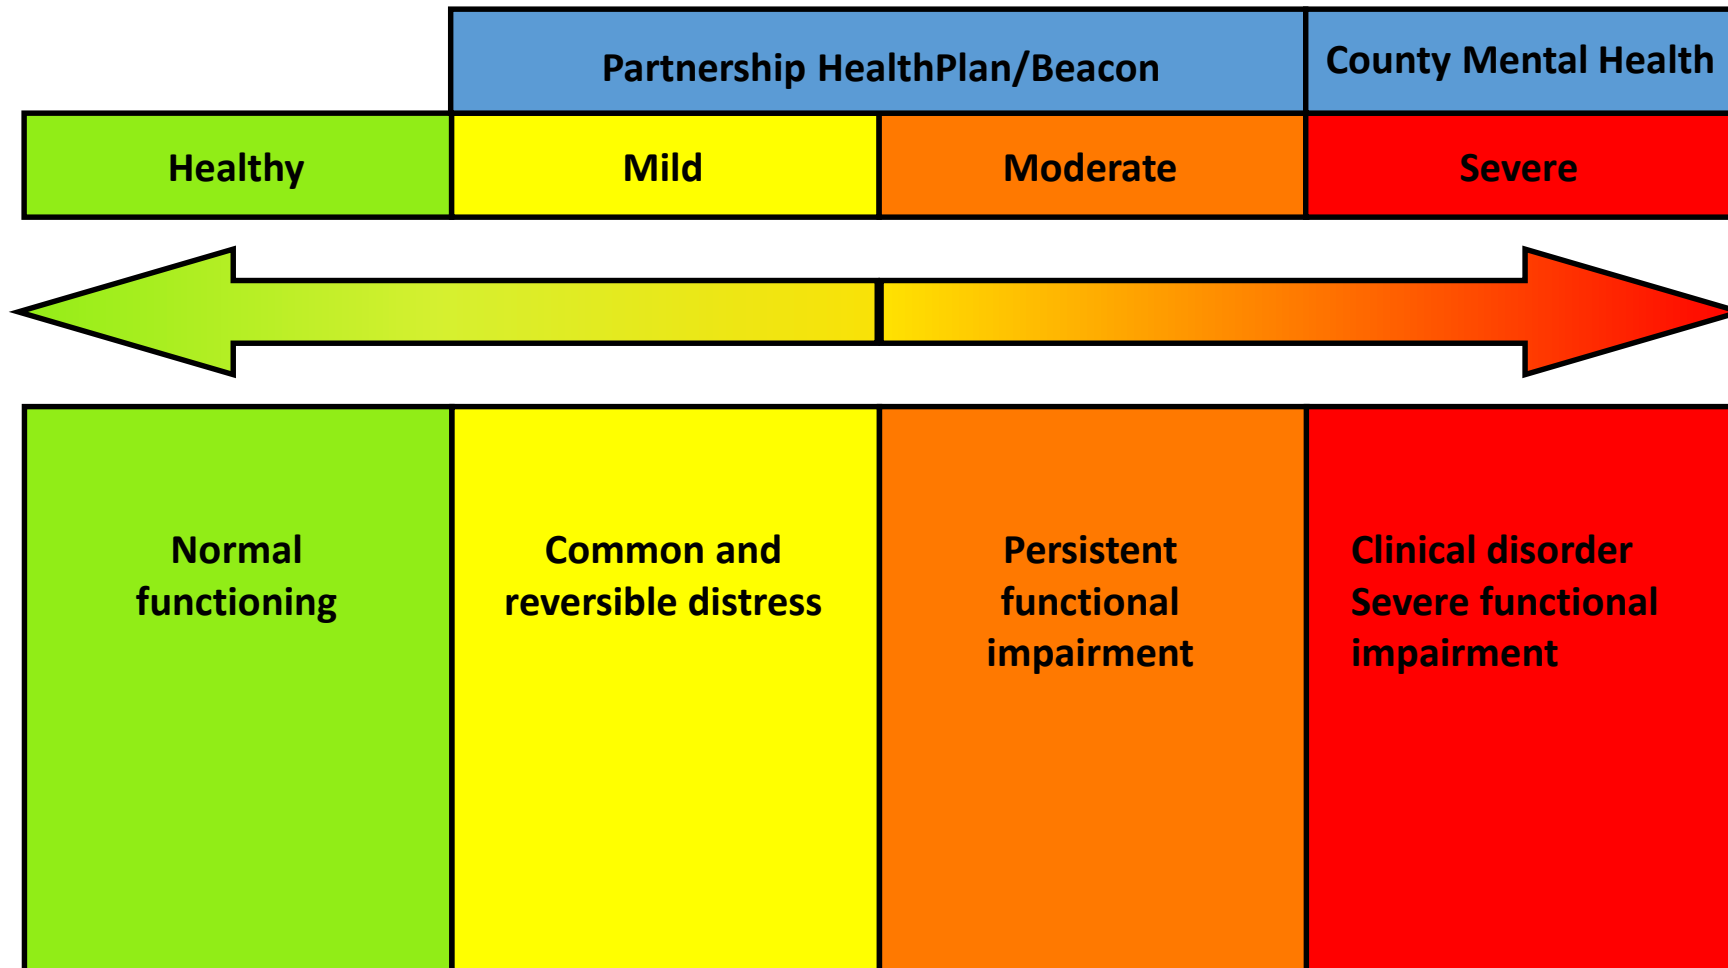 Partnership HealthPlan/Beacon
County Mental Health
Healthy
Mild
Moderate
Severe
Normal
functioning
Common and
reversible distress
Persistent
functional
impairment
Clinical disorder
Severe functional
impairment